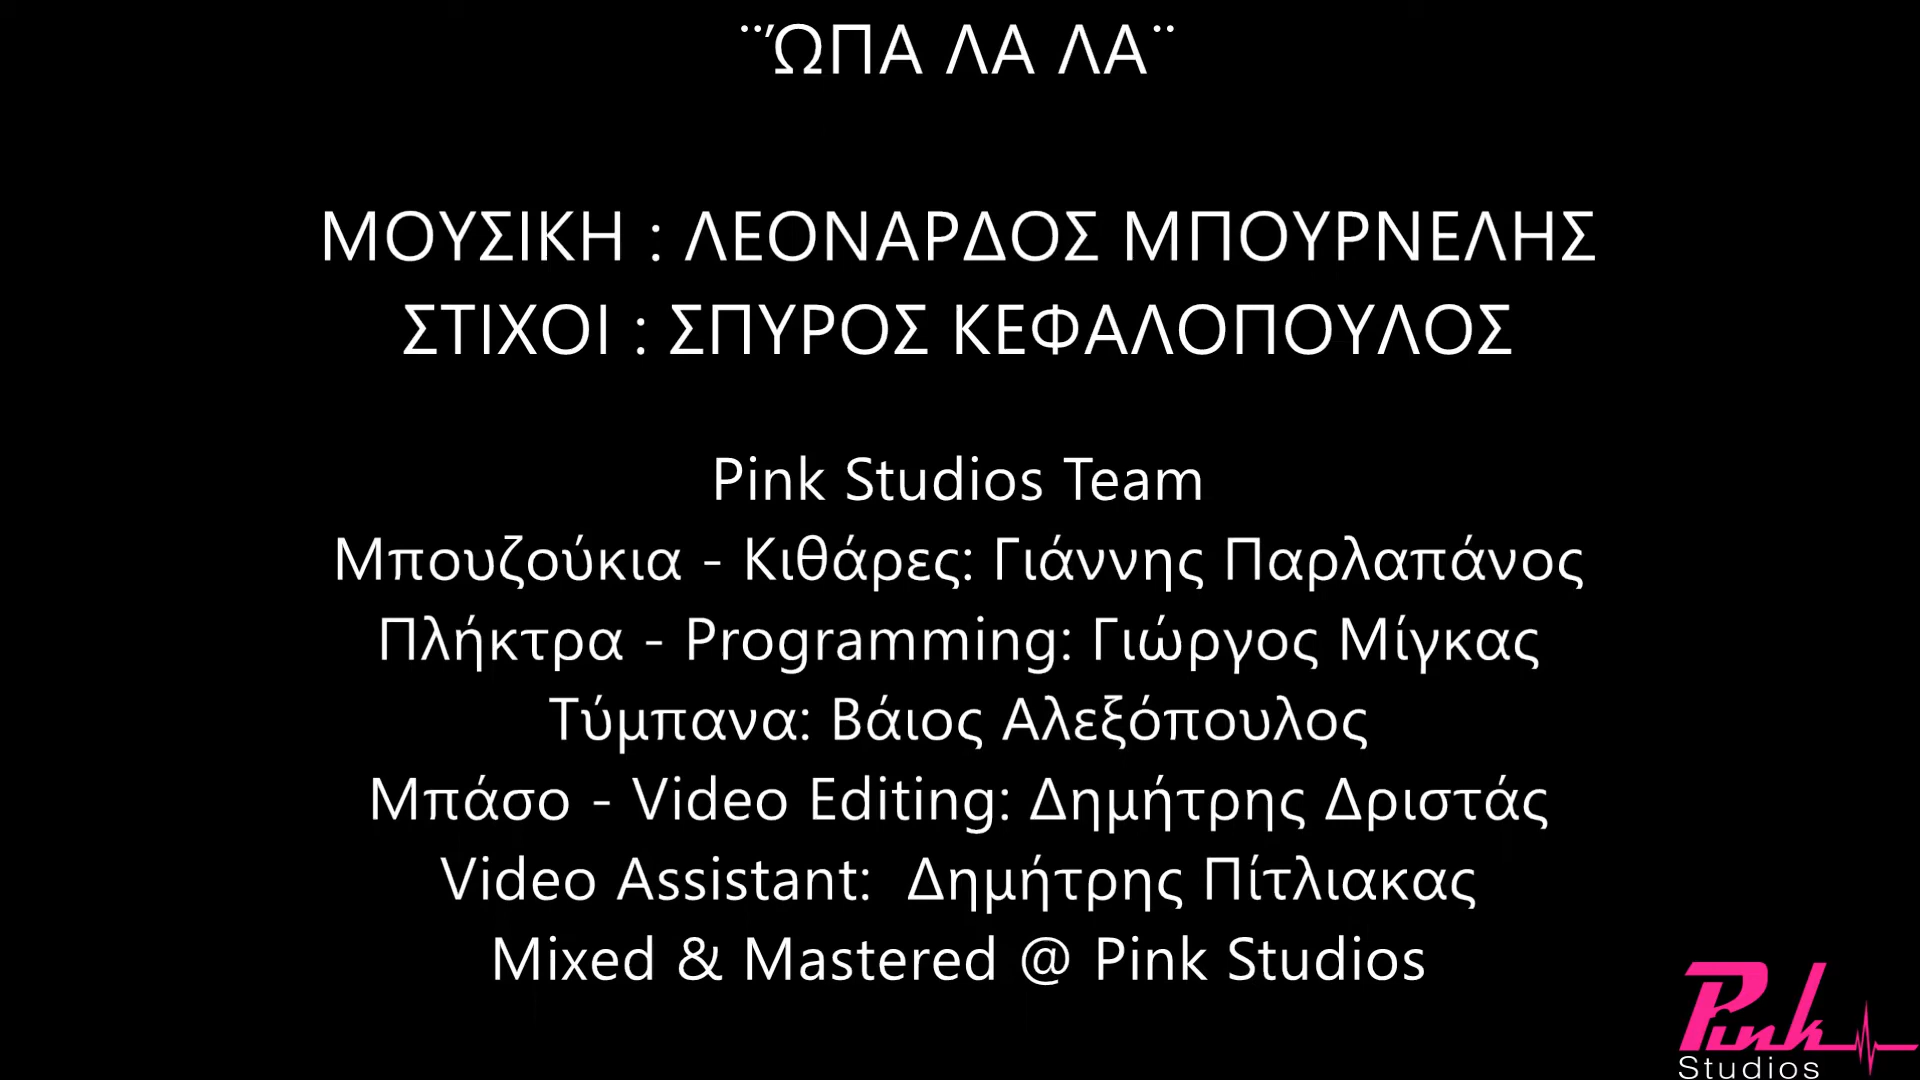 ¨ΏΠΑ ΛΑ ΛΑ¨
ΜΟΥΣΙΚΗ : ΛΕΟΝΑΡΔΟΣ ΜΠΟΥΡΝΕΛΗΣ
ΣΤΙΧΟΙ : ΣΠΥΡΟΣ ΚΕΦΑΛΟΠΟΥΛΟΣ
Pink Studios Team
Μπουζούκια - Κιθάρες: Γιάννης Παρλαπάνος
Πλήκτρα - Programming: Γιώργος Μίγκας
Τύμπανα: Βάιος Αλεξόπουλος
Μπάσο - Video Editing: Δημήτρης Δριστάς
Video Assistant:  Δημήτρης Πίτλιακας
Mixed & Mastered @ Pink Studios
Pink
Studios